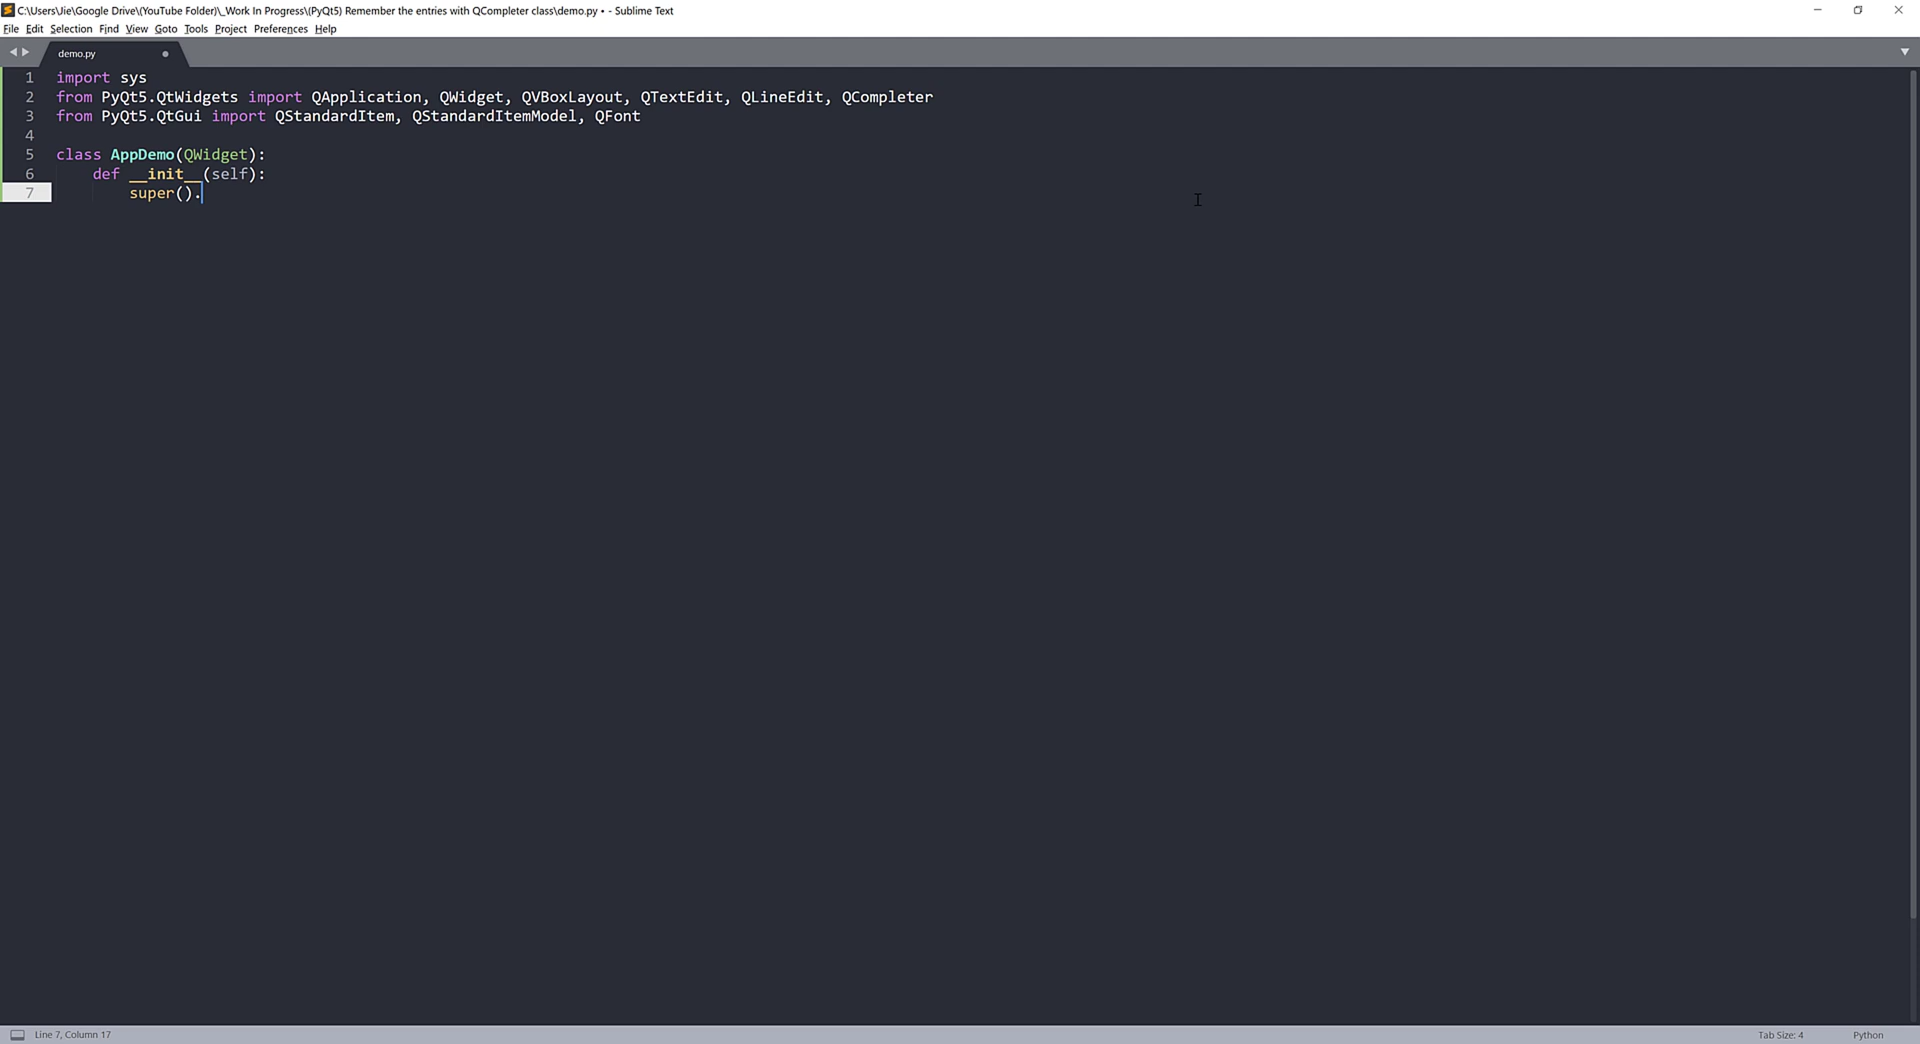 C:\Users\Jie\Google Drive\(YouTube Folder)\_Work In Progress\(PyQt5) Remember the entries with QCompleter class\demo.py • - Sublime Text
File Edit Selection Find View Goto Tools Project Preferences Help
demo.py
1 import sys
2 from PyQt5.QtWidgets import QApplication, QWidget, QVBoxLayout, QTextEdit, QLineEdit, QCompleter
3 from PyQt5.QtGui import QStandardItem, QStandardItemModel, QFont
4
5 class AppDemo(QWidget):
6     def __init__(self):
7         super().
Line 7, Column 17 Tab Size: 4 Python